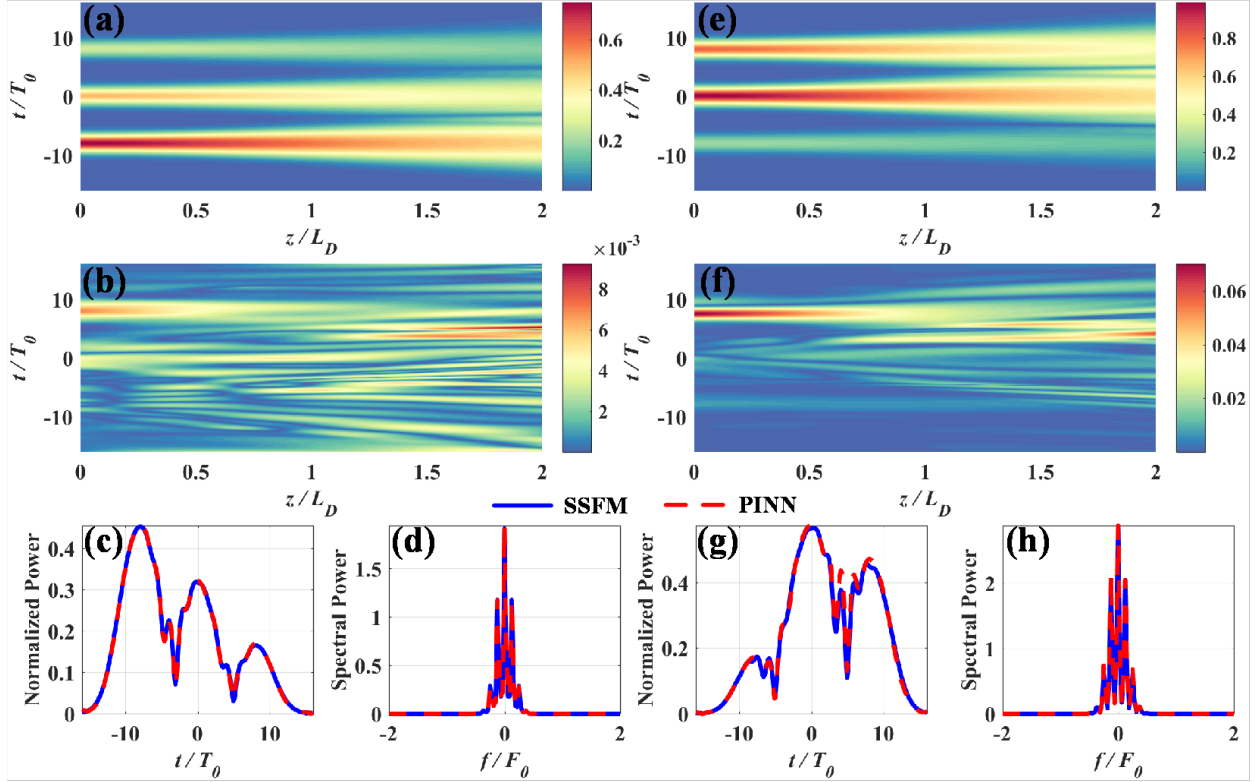 (a)
10
0
-10
t/T0
0 0.5 1 1.5 2
z/LD
0.6
0.4
0.2
(e)
10
0
-10
t/T0
0 0.5 1 1.5 2
z/LD
0.8
0.6
0.4
0.2
(b)
×10-3
10
0
-10
t/T0
0 0.5 1 1.5 2
z/LD
8
6
4
2
(f)
10
0
-10
t/T0
0 0.5 1 1.5 2
z/LD
0.06
0.04
0.02
SSFM PINN
(c)
Normalized Power
0.4
0.3
0.2
0.1
0
-10 0 10
t/T0
(d)
Spectral Power
1.5
1
0.5
0
-2 0 2
f/F0
(g)
Normalized Power
0.4
0.2
0
-10 0 10
t/T0
(h)
Spectral Power
2
1
0
-2 0 2
f/F0